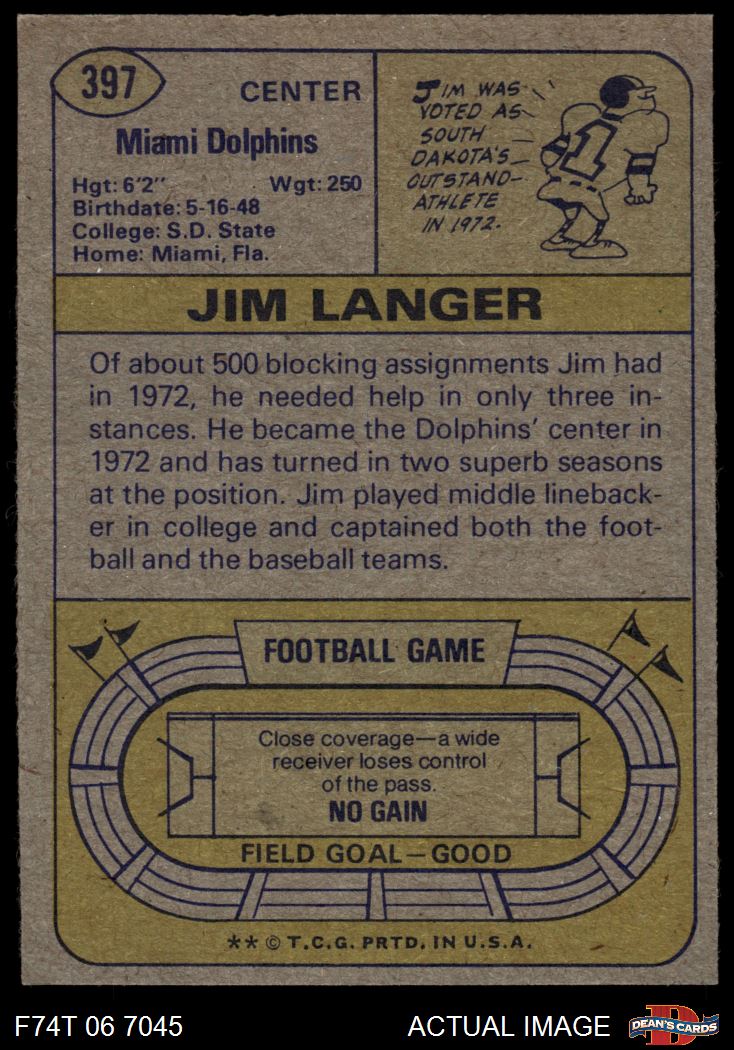 397
CENTER
Miami Dolphins
Hgt: 6'2" Wgt: 250
Birthdate: 5-16-48
College: S.D. State
Home: Miami, Fla.
JIM WAS
VOTED AS
SOUTH
DAKOTA'S
OUTSTAND-
ATHLETE
IN 1972.
1
JIM LANGER
Of about 500 blocking assignments Jim had
in 1972, he needed help in only three in-
stances. He became the Dolphins' center in
1972 and has turned in two superb seasons
at the position. Jim played middle lineback-
er in college and captained both the foot-
ball and the baseball teams.
FOOTBALL GAME
Close coverage—a wide
receiver loses control
of the pass.
NO GAIN
FIELD GOAL—GOOD
** © T.C.G. PRTD. IN U.S.A.
F74T 06 7045 ACTUAL IMAGE
D
DEAN'S CARDS